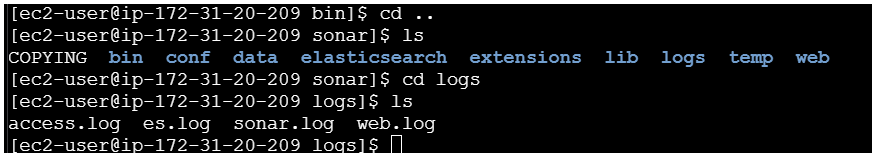 [ec2-user@ip-172-31-20-209 bin]$ cd ..
[ec2-user@ip-172-31-20-209 sonar]$ ls
COPYING  bin  conf  data  elasticsearch  extensions  lib  logs  temp  web
[ec2-user@ip-172-31-20-209 sonar]$ cd logs
[ec2-user@ip-172-31-20-209 logs]$ ls
access.log  es.log  sonar.log  web.log
[ec2-user@ip-172-31-20-209 logs]$